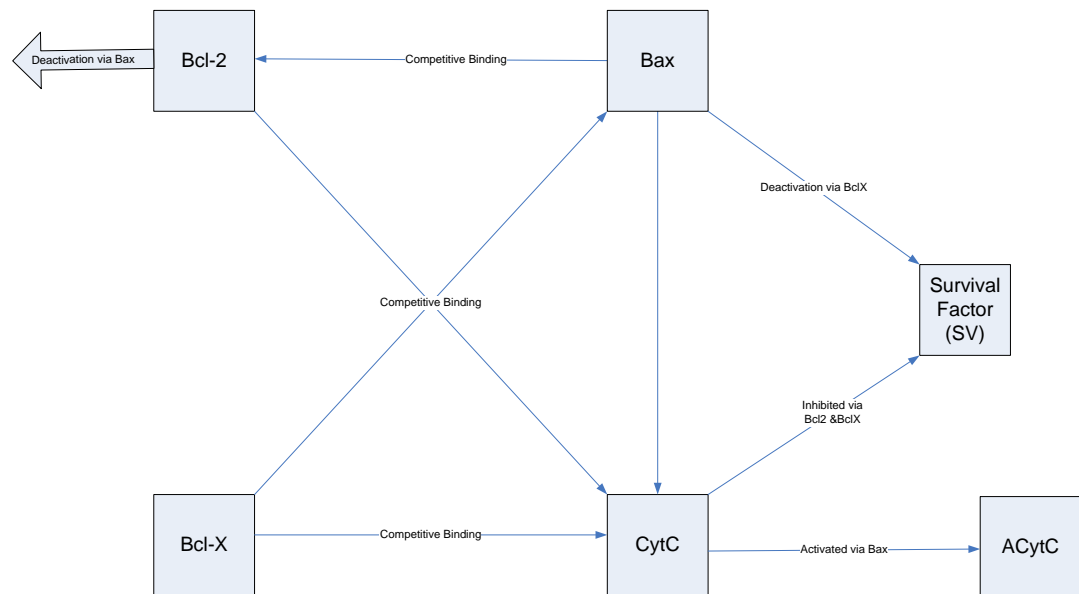 Deactivation via Bax
Bcl-2
Competitive Binding
Bax
Deactivation via BclX
Survival
Factor
(SV)
Competitive Binding
Inhibited via
Bcl2 &BclX
Bcl-X
Competitive Binding
CytC
Activated via Bax
ACytC